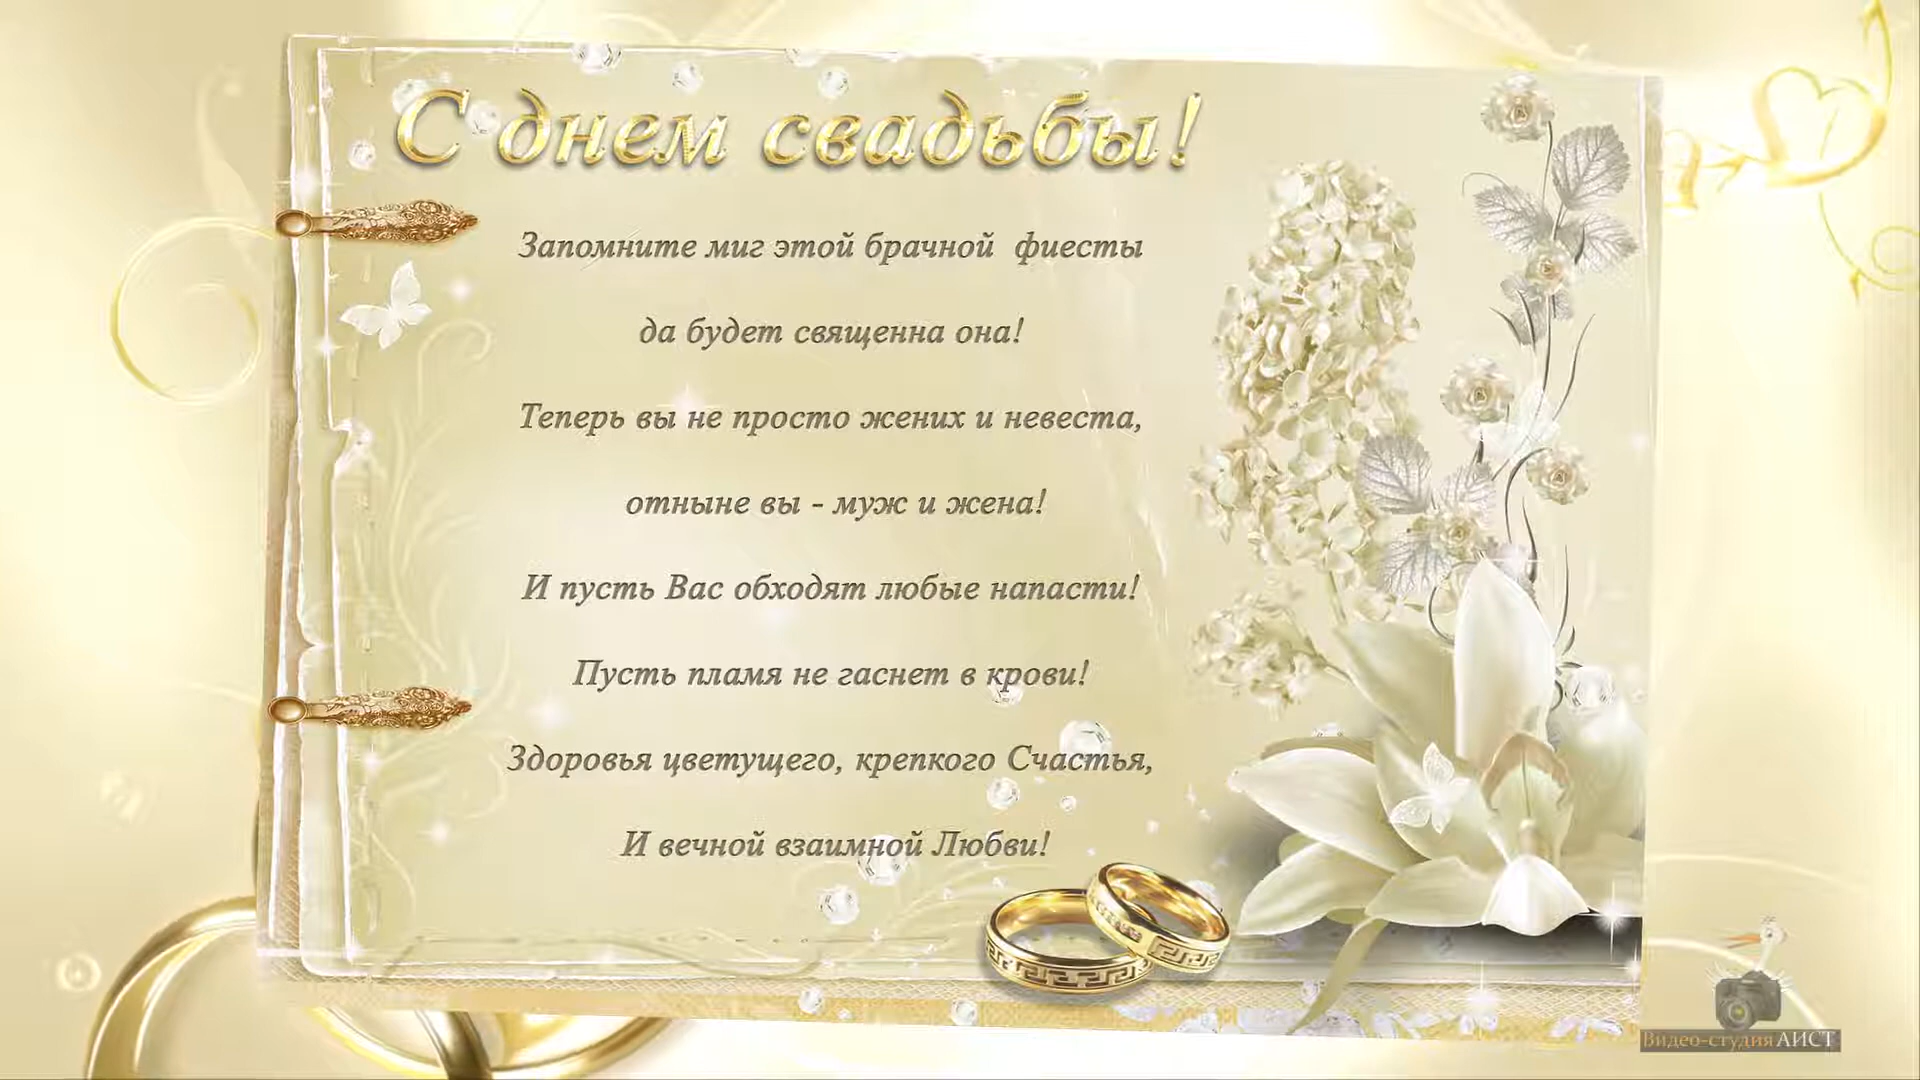 С днем свадьбы!
Запомните миг этой брачной фиесты
да будет священна она!
Теперь вы не просто жених и невеста,
отныне вы - муж и жена!
И пусть Вас обходят любые напасти!
Пусть пламя не гаснет в крови!
Здоровья цветущего, крепкого Счастья,
И вечной взаимной Любви!
Видео-студия АИСТ